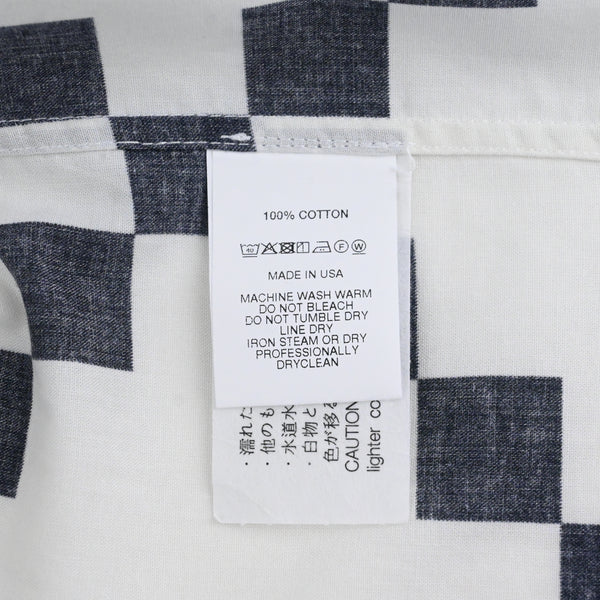 100% COTTON
40 F W
MADE IN USA
MACHINE WASH WARM
DO NOT BLEACH
DO NOT TUMBLE DRY
LINE DRY
IRON STEAM OR DRY
PROFESSIONALLY
DRYCLEAN
・濡れた
・他のも
・水道水
・白物と
色が移る
CAUTION
lighter co